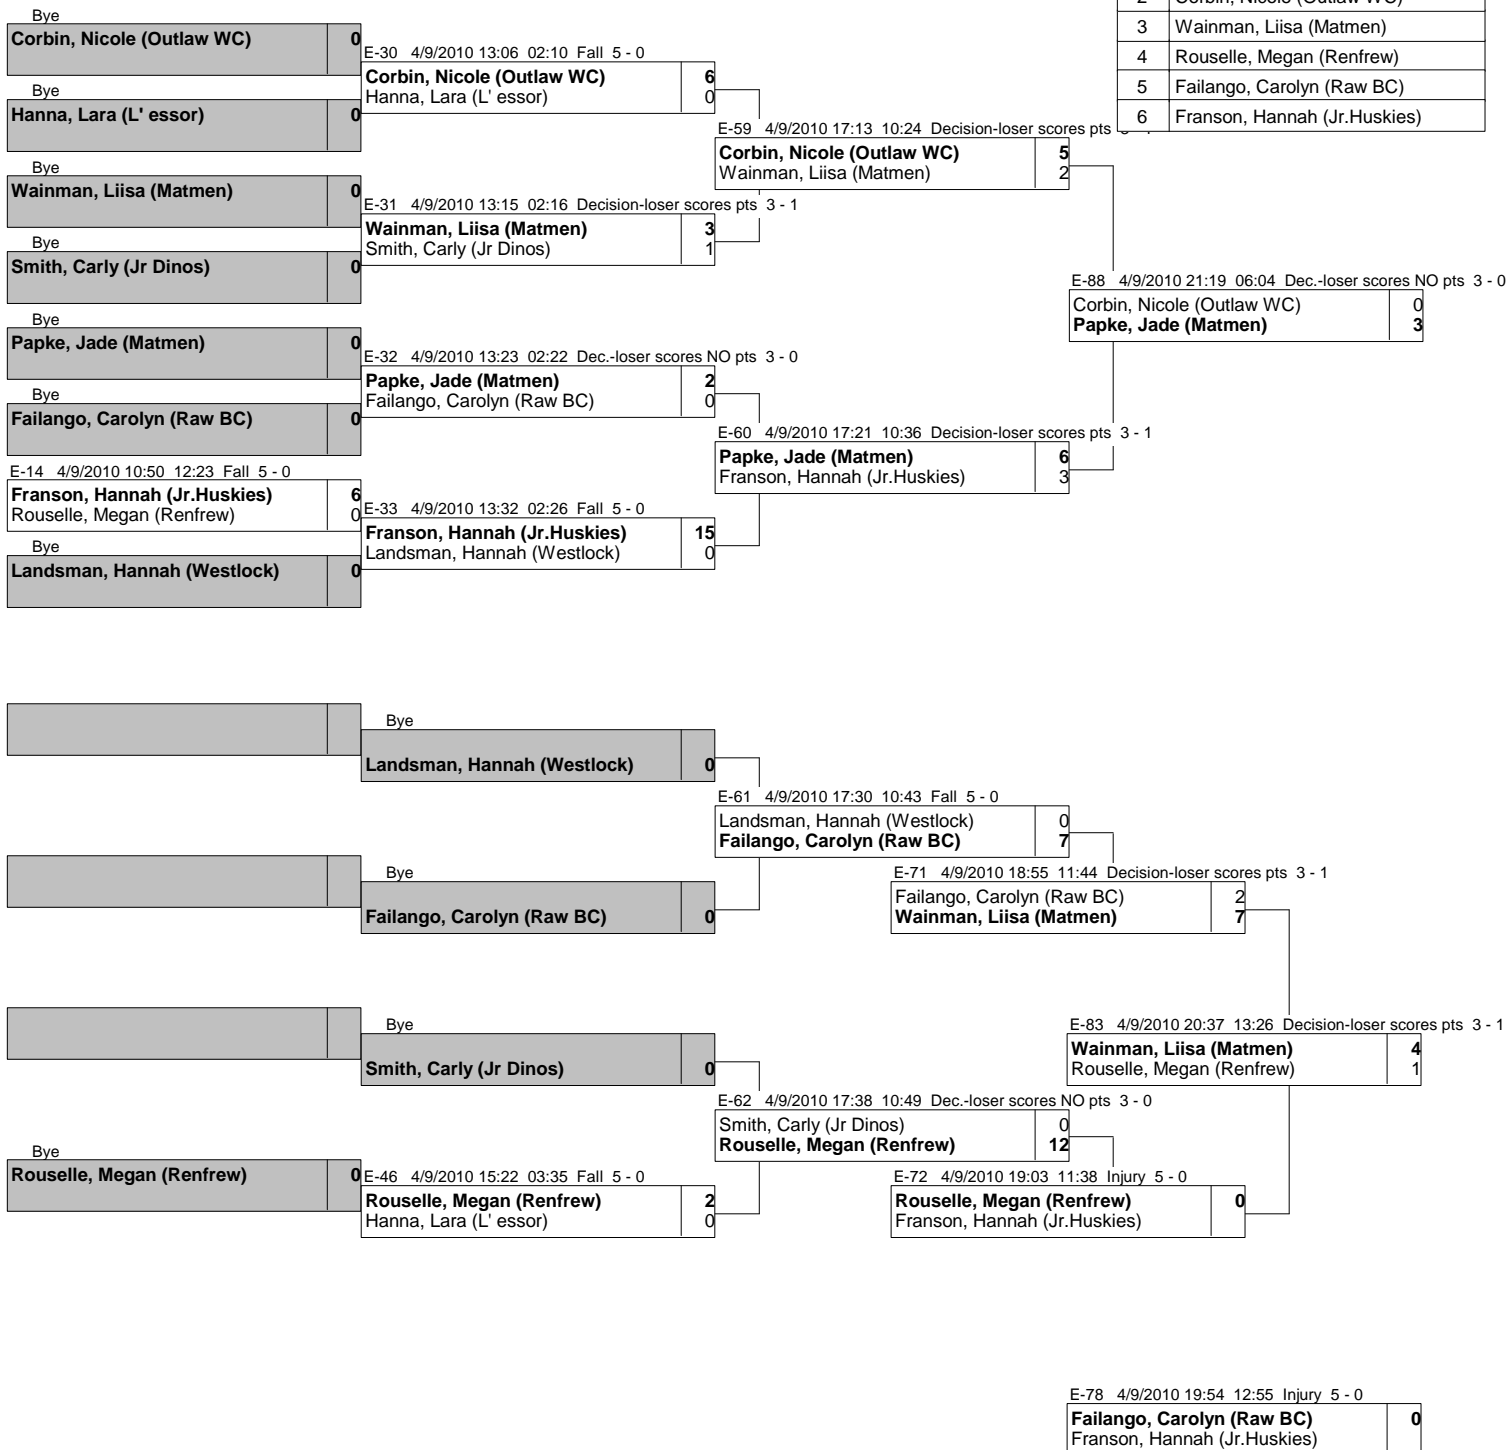 Bye
Corbin, Nicole (Outlaw WC) 0
Bye
Hanna, Lara (L' essor) 0
Bye
Wainman, Liisa (Matmen) 0
Bye
Smith, Carly (Jr Dinos) 0
Bye
Papke, Jade (Matmen) 0
Bye
Failango, Carolyn (Raw BC) 0
E-14 4/9/2010 10:50 12:23 Fall 5 - 0
Franson, Hannah (Jr.Huskies) 6
Rouselle, Megan (Renfrew) 0
Bye
Landsman, Hannah (Westlock) 0
E-30 4/9/2010 13:06 02:10 Fall 5 - 0
Corbin, Nicole (Outlaw WC) 6
Hanna, Lara (L' essor) 0
E-31 4/9/2010 13:15 02:16 Decision-loser scores pts 3 - 1
Wainman, Liisa (Matmen) 3
Smith, Carly (Jr Dinos) 1
E-32 4/9/2010 13:23 02:22 Dec.-loser scores NO pts 3 - 0
Papke, Jade (Matmen) 2
Failango, Carolyn (Raw BC) 0
E-33 4/9/2010 13:32 02:26 Fall 5 - 0
Franson, Hannah (Jr.Huskies) 15
Landsman, Hannah (Westlock) 0
E-59 4/9/2010 17:13 10:24 Decision-loser scores pts
Corbin, Nicole (Outlaw WC) 5
Wainman, Liisa (Matmen) 2
E-60 4/9/2010 17:21 10:36 Decision-loser scores pts 3 - 1
Papke, Jade (Matmen) 6
Franson, Hannah (Jr.Huskies) 3
2 Corbin, Nicole (Outlaw WC)
3 Wainman, Liisa (Matmen)
4 Rouselle, Megan (Renfrew)
5 Failango, Carolyn (Raw BC)
6 Franson, Hannah (Jr.Huskies)
E-88 4/9/2010 21:19 06:04 Dec.-loser scores NO pts 3 - 0
Corbin, Nicole (Outlaw WC) 0
Papke, Jade (Matmen) 3
Bye
Landsman, Hannah (Westlock) 0
Bye
Failango, Carolyn (Raw BC) 0
Bye
Smith, Carly (Jr Dinos) 0
Bye
Rouselle, Megan (Renfrew) 0
E-46 4/9/2010 15:22 03:35 Fall 5 - 0
Rouselle, Megan (Renfrew) 2
Hanna, Lara (L' essor) 0
E-61 4/9/2010 17:30 10:43 Fall 5 - 0
Landsman, Hannah (Westlock) 0
Failango, Carolyn (Raw BC) 7
E-62 4/9/2010 17:38 10:49 Dec.-loser scores NO pts 3 - 0
Smith, Carly (Jr Dinos) 0
Rouselle, Megan (Renfrew) 12
E-71 4/9/2010 18:55 11:44 Decision-loser scores pts 3 - 1
Failango, Carolyn (Raw BC) 2
Wainman, Liisa (Matmen) 7
E-72 4/9/2010 19:03 11:38 Injury 5 - 0
Rouselle, Megan (Renfrew) 0
Franson, Hannah (Jr.Huskies)
E-83 4/9/2010 20:37 13:26 Decision-loser scores pts 3 - 1
Wainman, Liisa (Matmen) 4
Rouselle, Megan (Renfrew) 1
E-78 4/9/2010 19:54 12:55 Injury 5 - 0
Failango, Carolyn (Raw BC) 0
Franson, Hannah (Jr.Huskies)